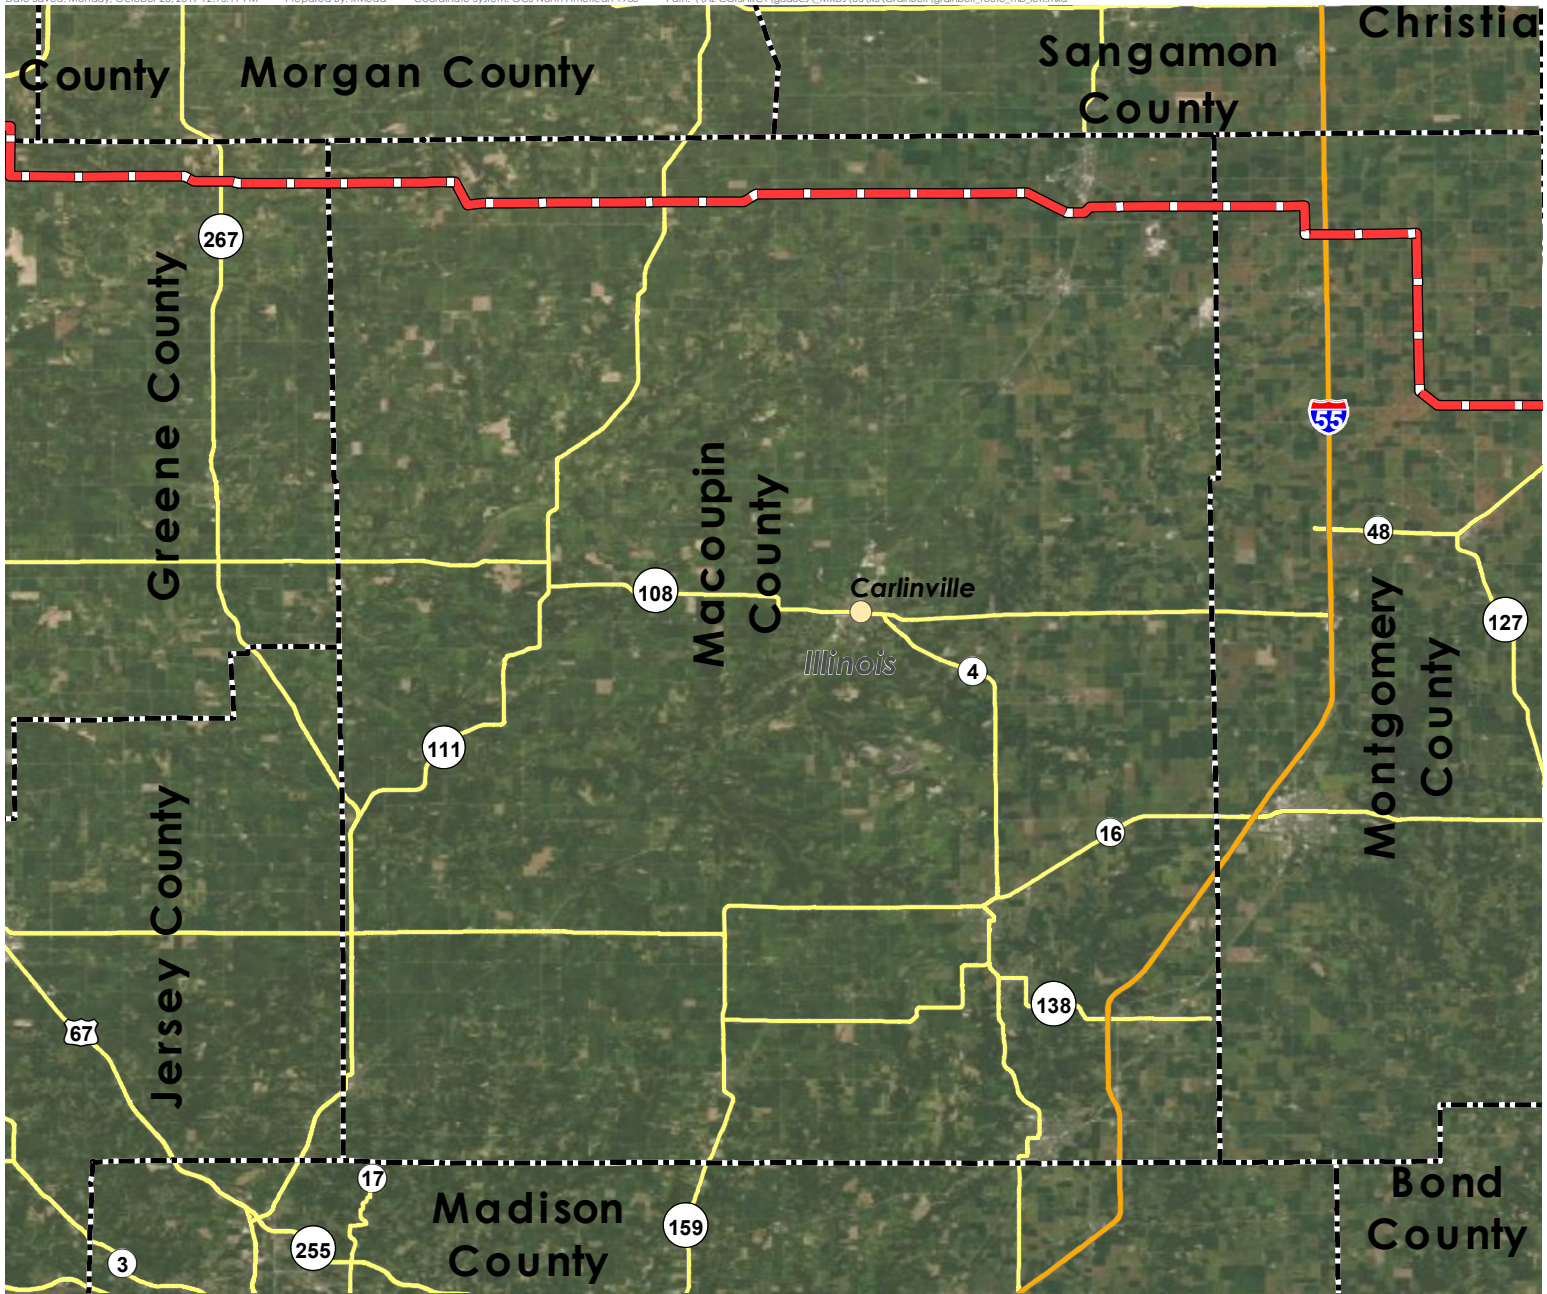 County
Morgan County
Sangamon
County
Christia
267
Greene County
55
Macoupin
County
48
108
Carlinville
127
Illinois
4
Montgomery
County
111
16
Jersey County
138
67
17
Madison
County
159
Bond
County
255
3